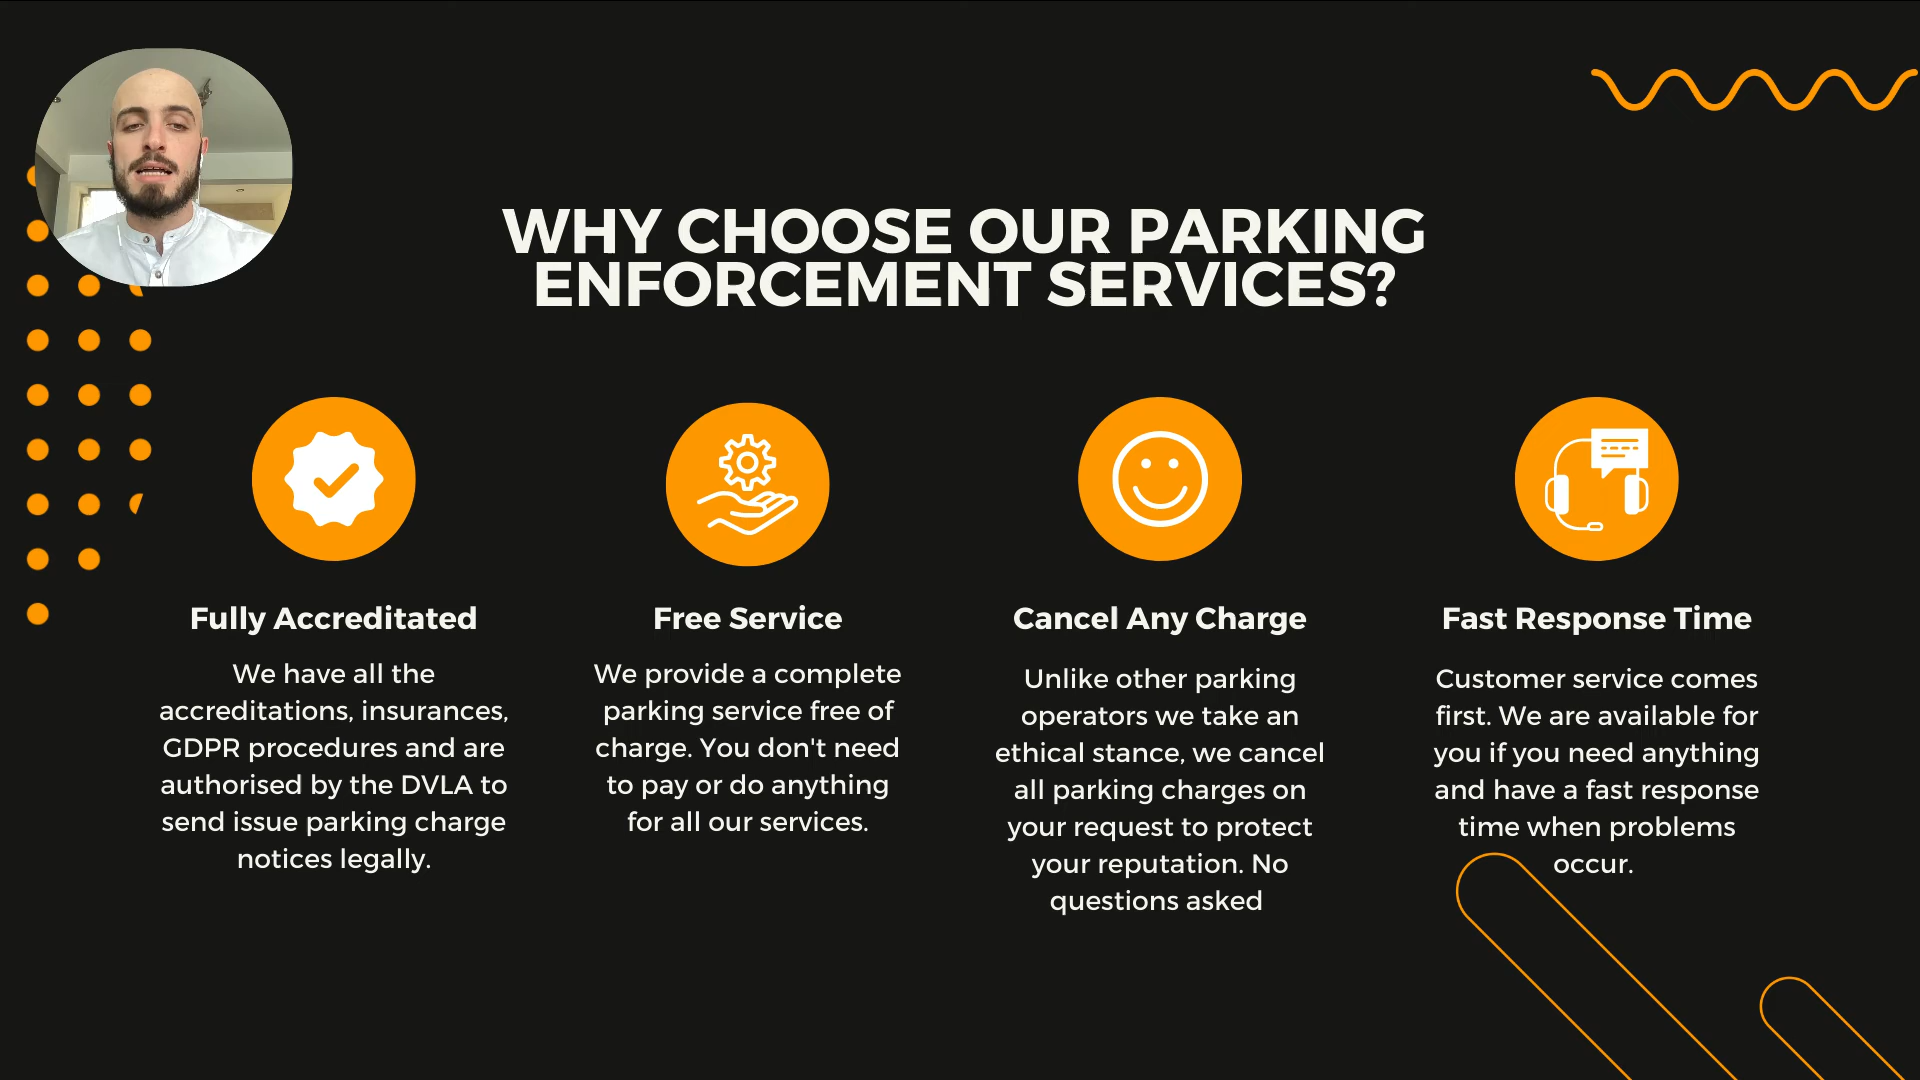 WHY CHOOSE OUR PARKING
ENFORCEMENT SERVICES?
Fully Accreditated
We have all the
accreditations, insurances,
GDPR procedures and are
authorised by the DVLA to
send issue parking charge
notices legally.
Free Service
We provide a complete
parking service free of
charge. You don't need
to pay or do anything
for all our services.
Cancel Any Charge
Unlike other parking
operators we take an
ethical stance, we cancel
all parking charges on
your request to protect
your reputation. No
questions asked
Fast Response Time
Customer service comes
first. We are available for
you if you need anything
and have a fast response
time when problems
occur.